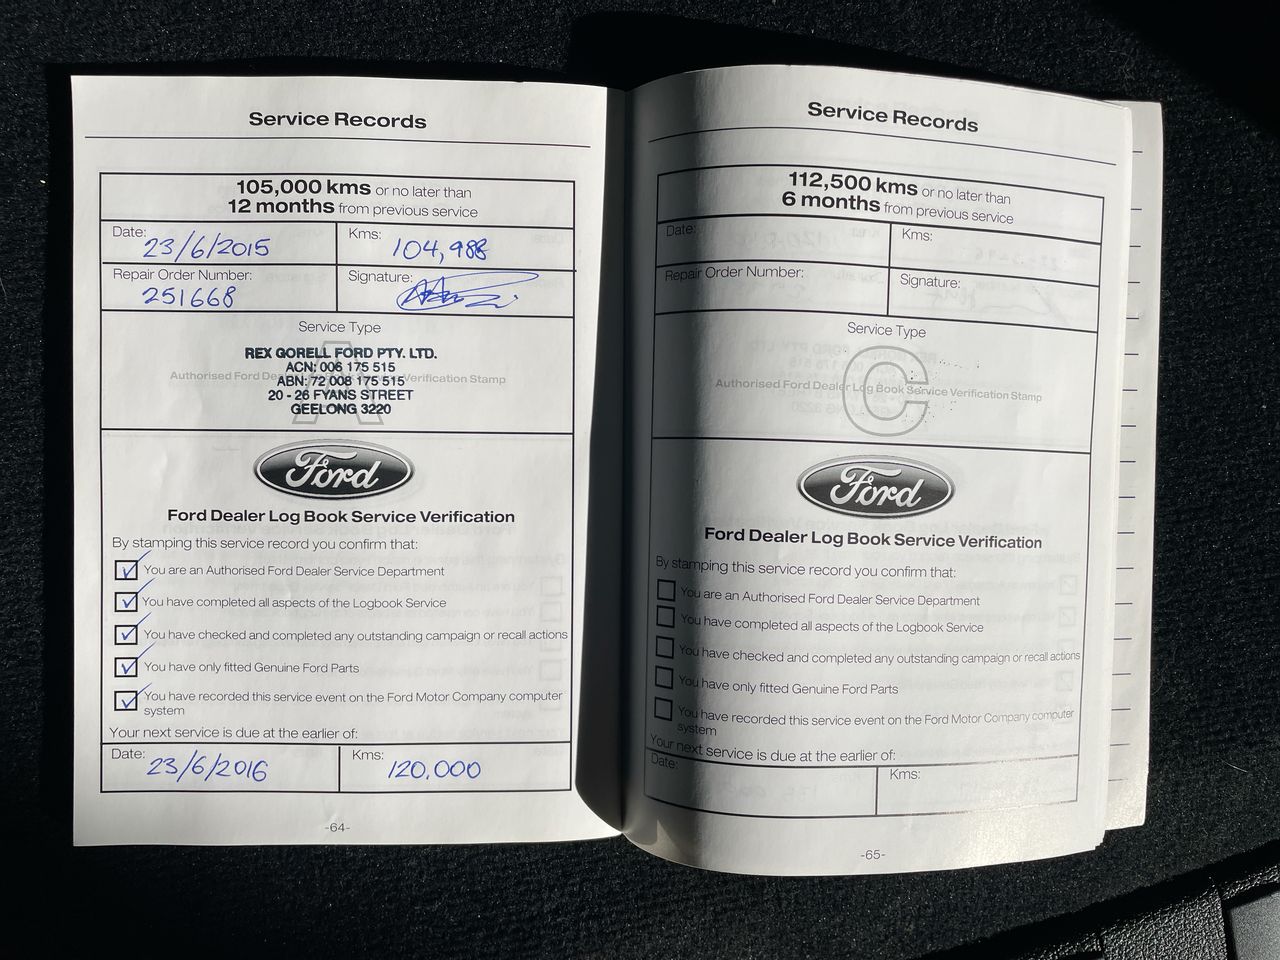 Service Records
105,000 kms or no later than
12 months from previous service
Date: 23/6/2015
Kms: 104,988
Repair Order Number: 251668
Signature:
Service Type
A
REX GORELL FORD PTY. LTD.
ACN: 006 175 515
Authorised Ford Dealer Log Book Service Verification Stamp
ABN: 72 008 175 515
20 - 26 FYANS STREET
GEELONG 3220
Ford
Ford Dealer Log Book Service Verification
By stamping this service record you confirm that:
You are an Authorised Ford Dealer Service Department
You have completed all aspects of the Logbook Service
You have checked and completed any outstanding campaign or recall actions
You have only fitted Genuine Ford Parts
You have recorded this service event on the Ford Motor Company computer
system
Your next service is due at the earlier of:
Date: 23/6/2016
Kms: 120,000
-64-
Service Records
112,500 kms or no later than
6 months from previous service
Date:
Kms:
Repair Order Number:
Signature:
Service Type
C
Authorised Ford Dealer Log Book Service Verification Stamp
Ford
Ford Dealer Log Book Service Verification
By stamping this service record you confirm that:
You are an Authorised Ford Dealer Service Department
You have completed all aspects of the Logbook Service
You have checked and completed any outstanding campaign or recall actions
You have only fitted Genuine Ford Parts
You have recorded this service event on the Ford Motor Company computer
system
Your next service is due at the earlier of:
Date:
Kms:
-65-